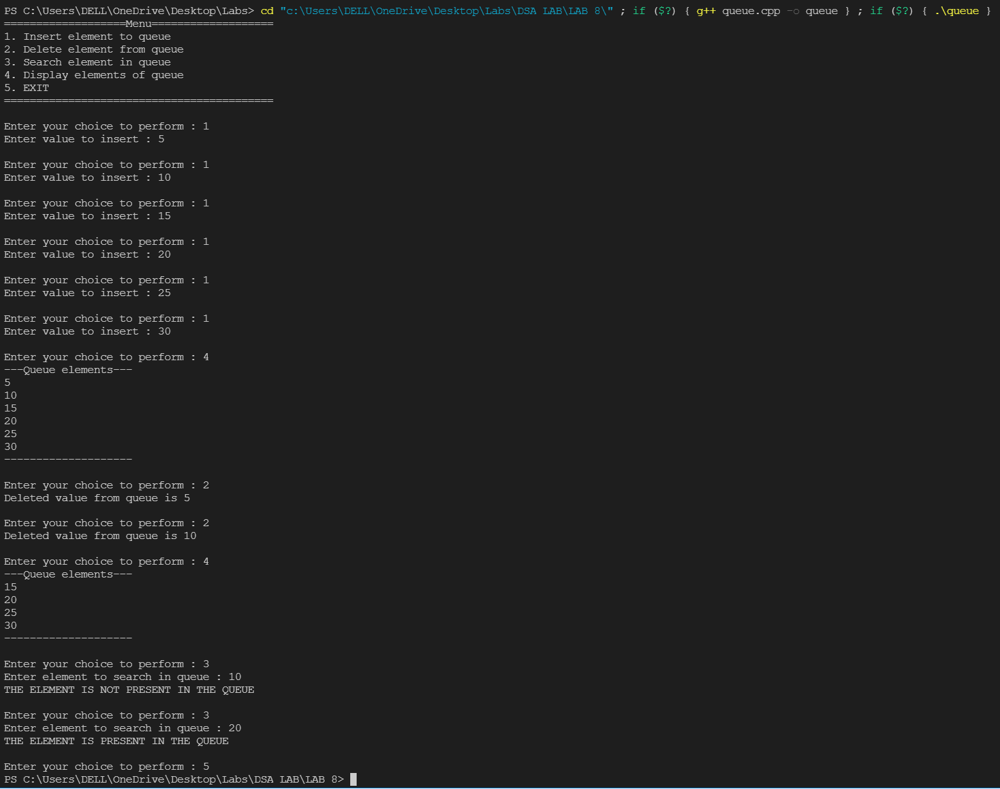 PS C:\Users\DELL\OneDrive\Desktop\Labs> cd "c:\Users\DELL\OneDrive\Desktop\Labs\DSA LAB\LAB 8\" ; if ($?) { g++ queue.cpp -o queue } ; if ($?) { .\queue }
===================Menu===================
1. Insert element to queue
2. Delete element from queue
3. Search element in queue
4. Display elements of queue
5. EXIT
==========================================
Enter your choice to perform : 1
Enter value to insert : 5
Enter your choice to perform : 1
Enter value to insert : 10
Enter your choice to perform : 1
Enter value to insert : 15
Enter your choice to perform : 1
Enter value to insert : 20
Enter your choice to perform : 1
Enter value to insert : 25
Enter your choice to perform : 1
Enter value to insert : 30
Enter your choice to perform : 4
---Queue elements---
5
10
15
20
25
30
--------------------
Enter your choice to perform : 2
Deleted value from queue is 5
Enter your choice to perform : 2
Deleted value from queue is 10
Enter your choice to perform : 4
---Queue elements---
15
20
25
30
--------------------
Enter your choice to perform : 3
Enter element to search in queue : 10
THE ELEMENT IS NOT PRESENT IN THE QUEUE
Enter your choice to perform : 3
Enter element to search in queue : 20
THE ELEMENT IS PRESENT IN THE QUEUE
Enter your choice to perform : 5
PS C:\Users\DELL\OneDrive\Desktop\Labs\DSA LAB\LAB 8>